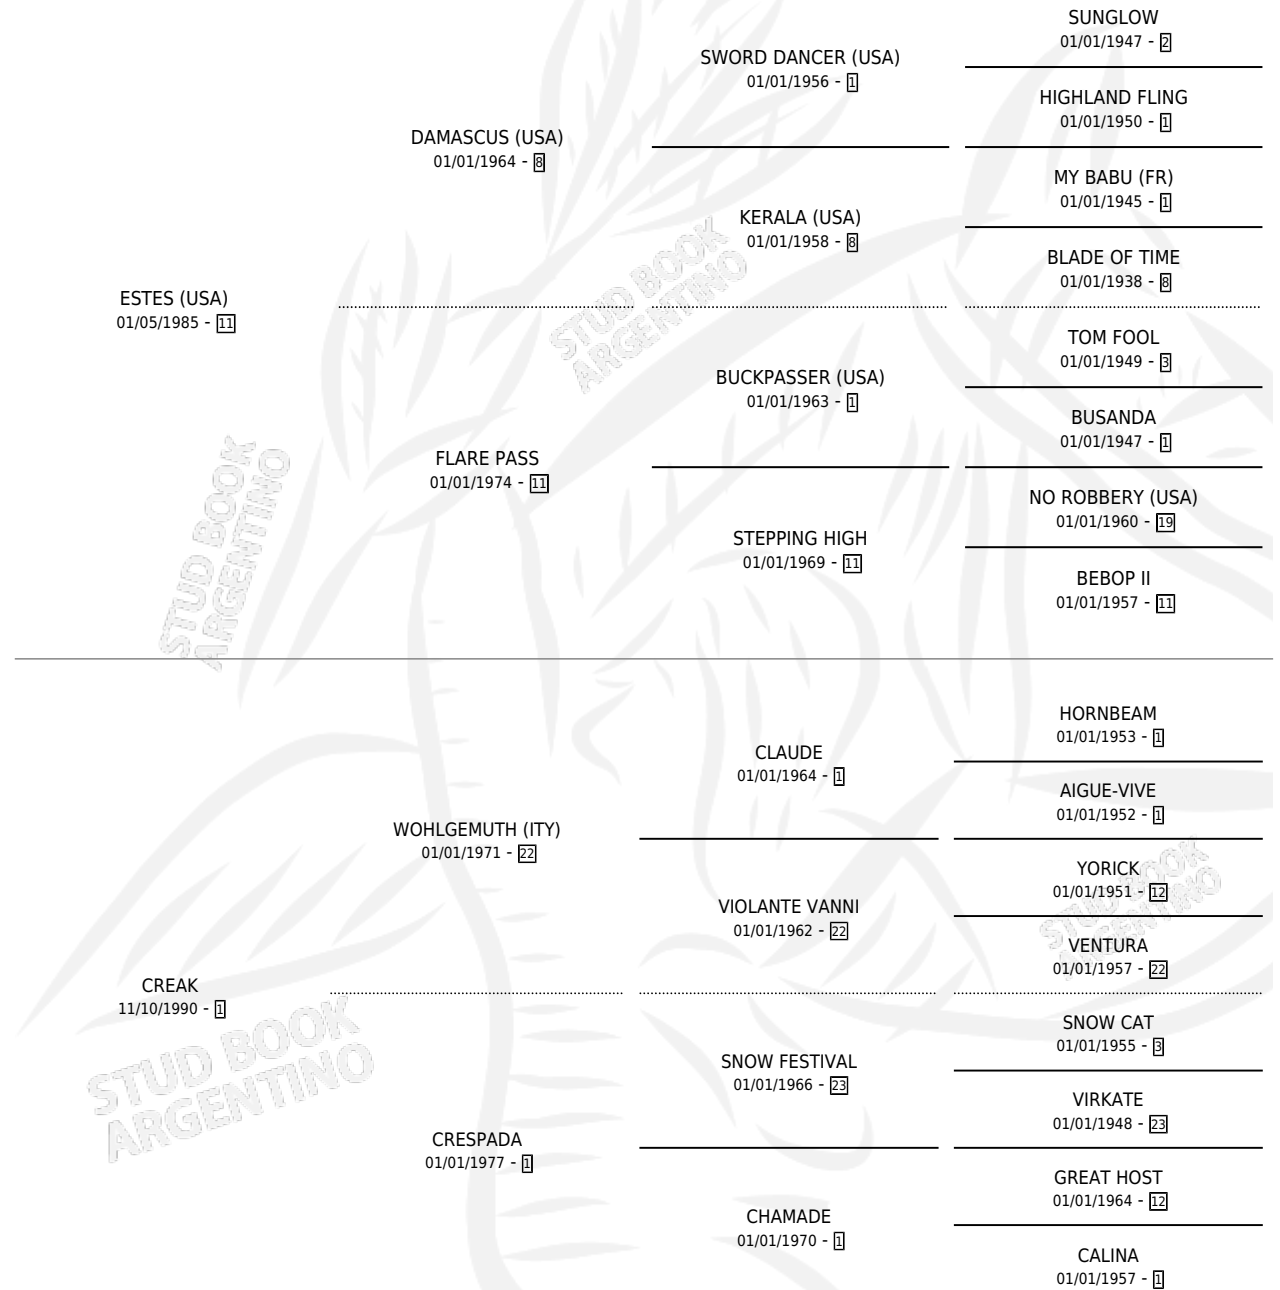 SUNGLOW
01/01/1947 - 2
SWORD DANCER (USA)
01/01/1956 - 1
HIGHLAND FLING
01/01/1950 - 1
DAMASCUS (USA)
01/01/1964 - 8
MY BABU (FR)
01/01/1945 - 1
KERALA (USA)
01/01/1958 - 8
BLADE OF TIME
01/01/1938 - 8
ESTES (USA)
01/05/1985 - 11
TOM FOOL
01/01/1949 - 3
BUCKPASSER (USA)
01/01/1963 - 1
BUSANDA
01/01/1947 - 1
FLARE PASS
01/01/1974 - 11
NO ROBBERY (USA)
01/01/1960 - 19
STEPPING HIGH
01/01/1969 - 11
BEBOP II
01/01/1957 - 11
HORNBEAM
01/01/1953 - 1
CLAUDE
01/01/1964 - 1
AIGUE-VIVE
01/01/1952 - 1
WOHLGEMUTH (ITY)
01/01/1971 - 22
YORICK
01/01/1951 - 12
VIOLANTE VANNI
01/01/1962 - 22
VENTURA
01/01/1957 - 22
CREAK
11/10/1990 - 1
SNOW CAT
01/01/1955 - 3
SNOW FESTIVAL
01/01/1966 - 23
VIRKATE
01/01/1948 - 23
CRESPADA
01/01/1977 - 1
GREAT HOST
01/01/1964 - 12
CHAMADE
01/01/1970 - 1
CALINA
01/01/1957 - 1
STUD BOOK
ARGENTINO
STUD BOOK
ARGENTINO
STUD BOOK
ARGENTINO
STUD BOOK
ARGENTINO